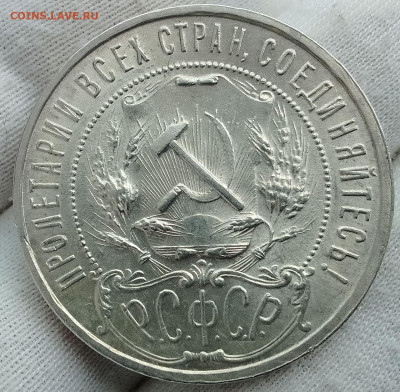 COINS.LAVE.RU
ПРОЛЕТАРИИ ВСЕХ СТРАН, СОЕДИНЯЙТЕСЬ!
Р.С.Ф.С.Р.